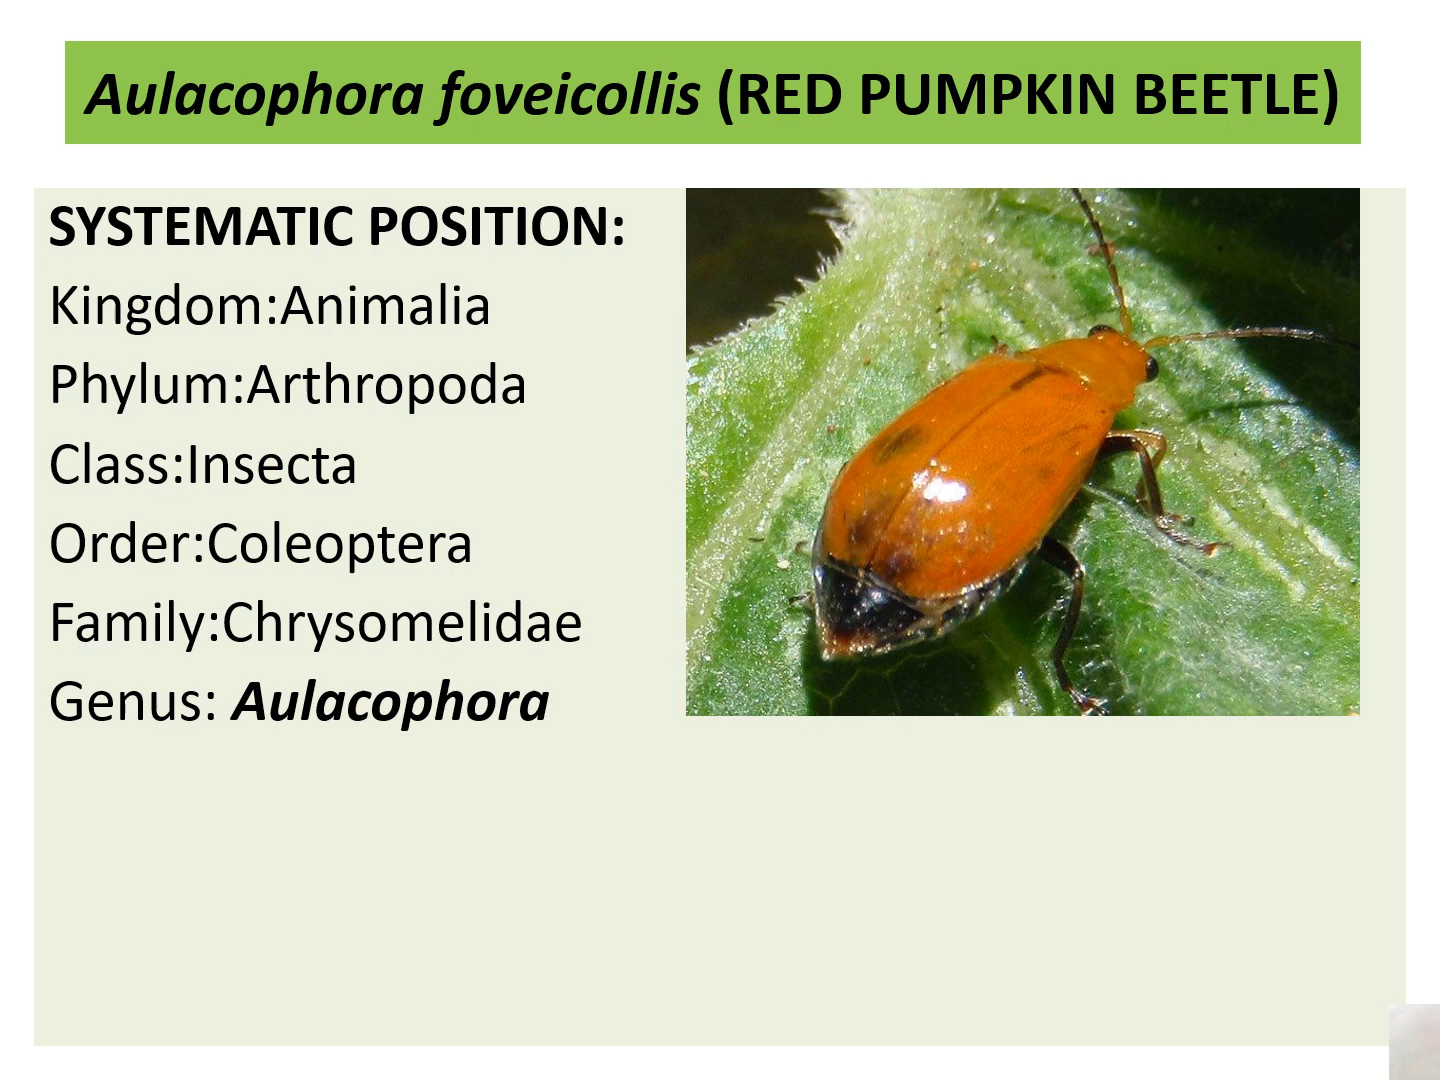 Aulacophora foveicollis (RED PUMPKIN BEETLE)
SYSTEMATIC POSITION:
Kingdom:Animalia
Phylum:Arthropoda
Class:Insecta
Order:Coleoptera
Family:Chrysomelidae
Genus: Aulacophora